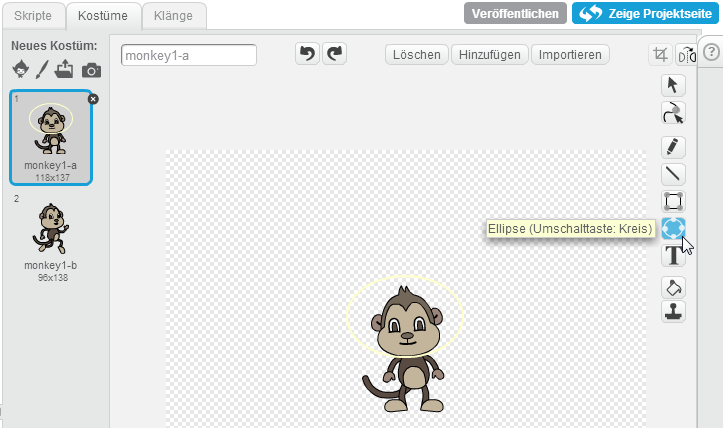 Skripte Kostüme Klänge Veröffentlichen Zeige Projektseite
Neues Kostüm: monkey1-a Löschen Hinzufügen Importieren
1
monkey1-a
118x137
2
monkey1-b
96x138
Ellipse (Umschalttaste: Kreis)
T
?